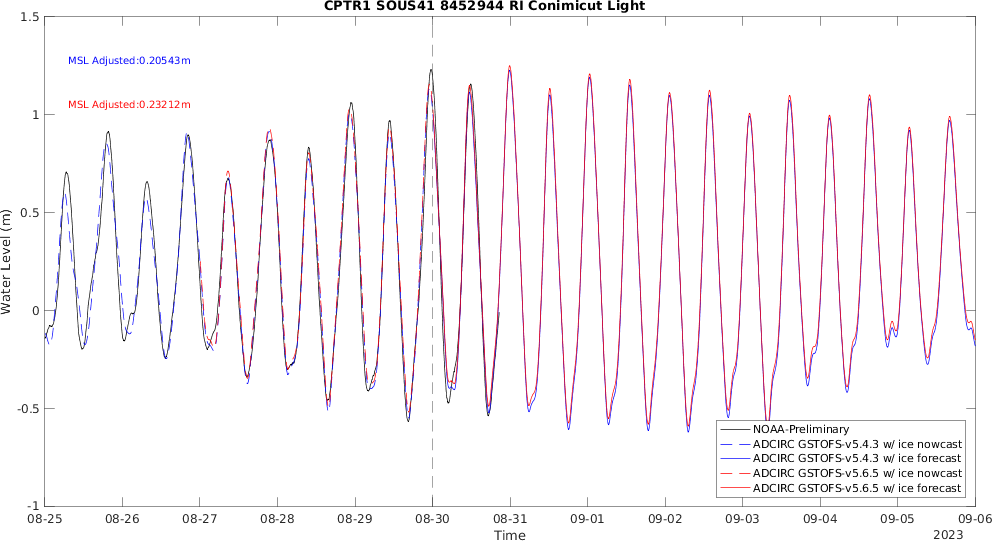 CPTR1 SOUS41 8452944 RI Conimicut Light
1.5
MSL Adjusted:0.20543m
MSL Adjusted:0.23212m
1
0.5
0
-0.5
-1
Water Level (m)
NOAA-Preliminary
ADCIRC GSTOFS-v5.4.3 w/ ice nowcast
ADCIRC GSTOFS-v5.4.3 w/ ice forecast
ADCIRC GSTOFS-v5.6.5 w/ ice nowcast
ADCIRC GSTOFS-v5.6.5 w/ ice forecast
08-25 08-26 08-27 08-28 08-29 08-30 08-31 09-01 09-02 09-03 09-04 09-05 09-06
Time
2023